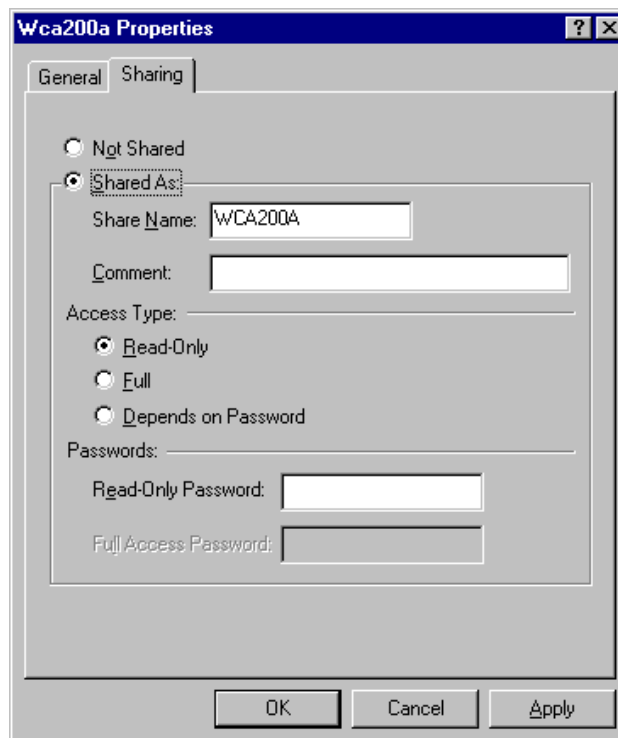 Wca200a Properties
General Sharing
Not Shared
Shared As:
Share Name: WCA200A
Comment:
Access Type:
Read-Only
Full
Depends on Password
Passwords:
Read-Only Password:
Full Access Password:
OK Cancel Apply